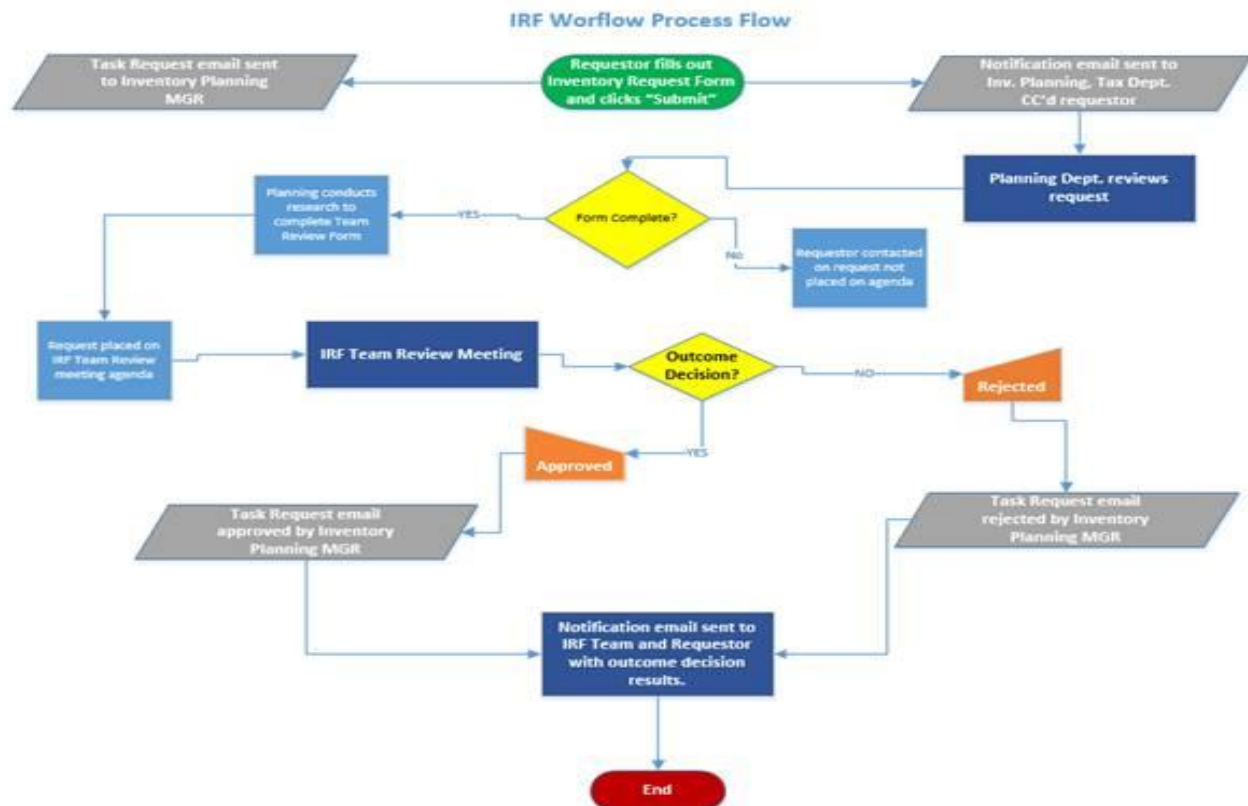 IRF Worflow Process Flow
Task Request email sent
to Inventory Planning
MGR
Requestor fills out
Inventory Request Form
and clicks "Submit"
Notification email sent to
Inv. Planning, Tax Dept.
CC'd requestor
Planning Dept. reviews
request
Planning conducts
research to
complete Team
Review Form
YES
Form Complete?
No
Requestor contacted
on request not
placed on agenda
Request placed on
IRF Team Review
meeting agenda
IRF Team Review Meeting
Outcome
Decision?
NO
Rejected
YES
Approved
Task Request email
approved by Inventory
Planning MGR
Task Request email
rejected by Inventory
Planning MGR
Notification email sent to
IRF Team and Requestor
with outcome decision
results.
End